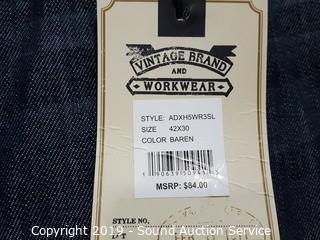 VINTAGE BRAND
AND
WORKWEAR
STYLE: ADXH5WR3SL
SIZE 42X30
COLOR BAREN
MSRP: $84.00
STYLE NO.
Copyright 2019 - Sound Auction Service